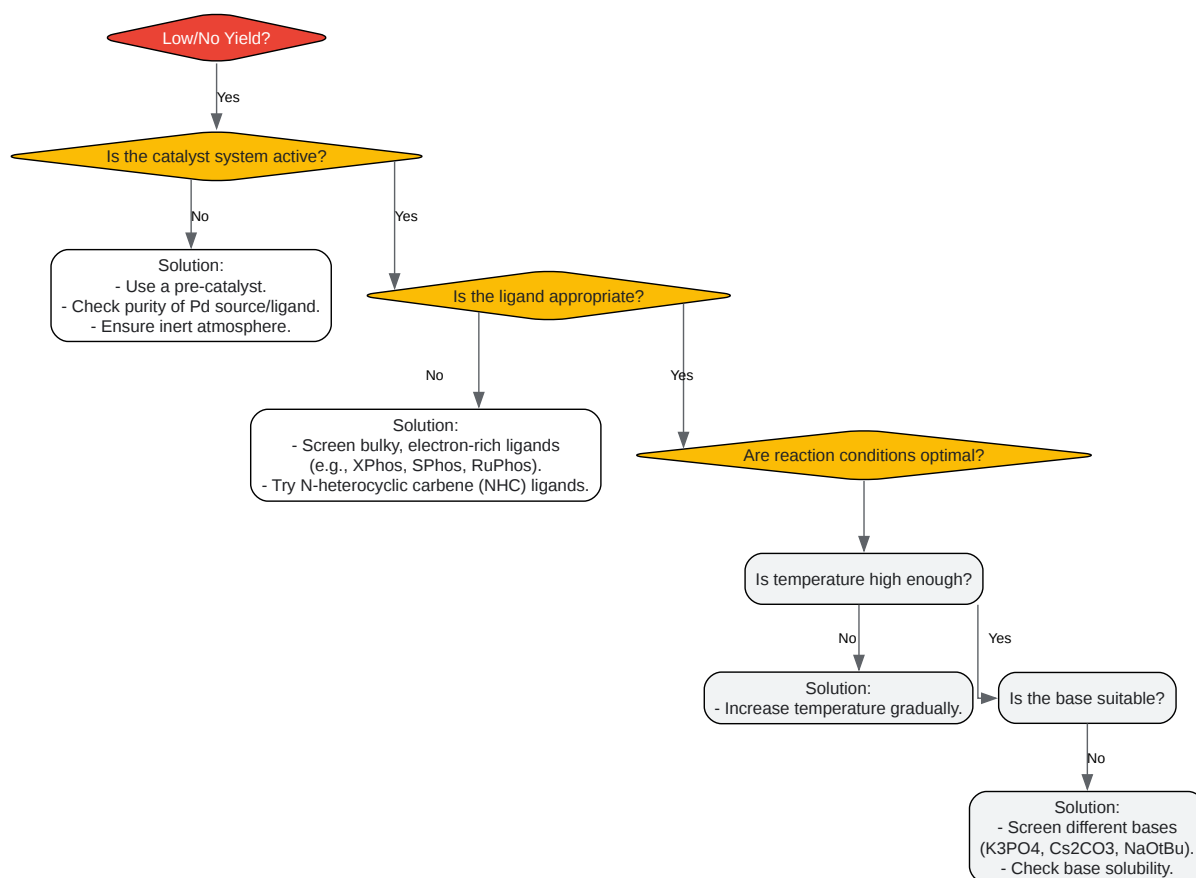 Low/No Yield?
Yes
Is the catalyst system active?
No
Yes
Solution:
- Use a pre-catalyst.
- Check purity of Pd source/ligand.
- Ensure inert atmosphere.
Is the ligand appropriate?
No
Yes
Solution:
- Screen bulky, electron-rich ligands
(e.g., XPhos, SPhos, RuPhos).
- Try N-heterocyclic carbene (NHC) ligands.
Are reaction conditions optimal?
Is temperature high enough?
No
Yes
Solution:
- Increase temperature gradually.
Is the base suitable?
No
Solution:
- Screen different bases
(K3PO4, Cs2CO3, NaOtBu).
- Check base solubility.